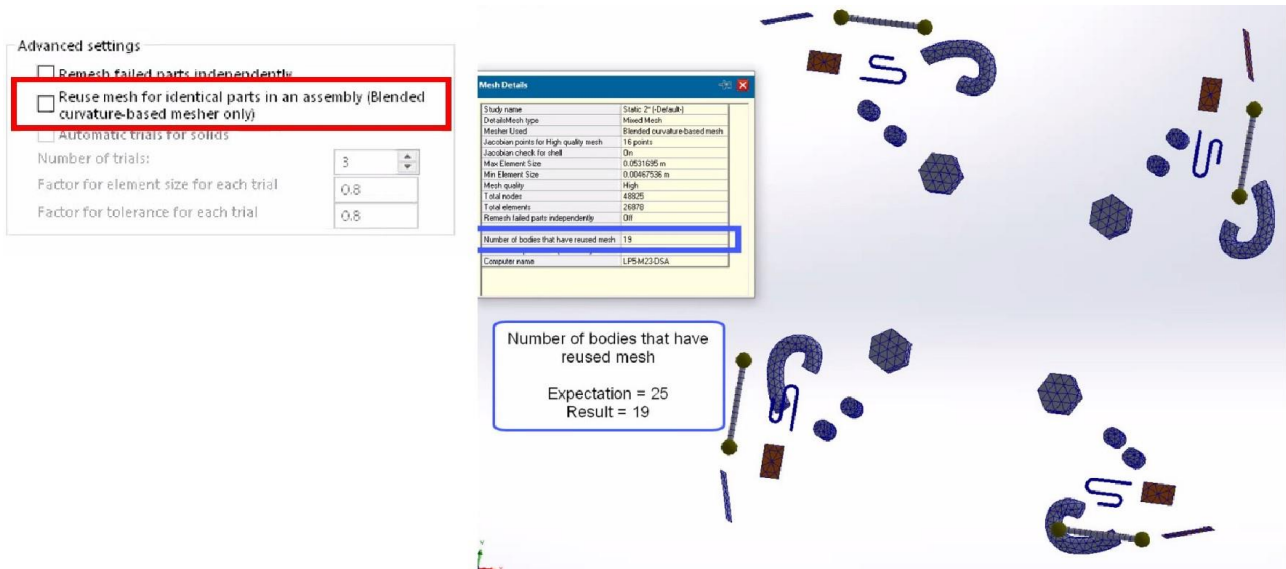 Advanced settings
Remesh failed parts independently
Reuse mesh for identical parts in an assembly (Blended
curvature-based mesher only)
Automatic trials for solids
Number of trials:
3
Factor for element size for each trial
0.8
Factor for tolerance for each trial
0.8
Mesh Details
Study name Static 2* (-Default-)
DetailsMesh type Mixed Mesh
Mesher Used Blended curvature-based mesh
Jacobian points for High quality mesh 16 points
Jacobian check for shell On
Max Element Size 0.0531695 m
Min Element Size 0.00467536 m
Mesh quality High
Total nodes 48825
Total elements 26878
Remesh failed parts independently Off
Number of bodies that have reused mesh 19
Computer name LP5-M23-DSA
Number of bodies that have
reused mesh
Expectation = 25
Result = 19